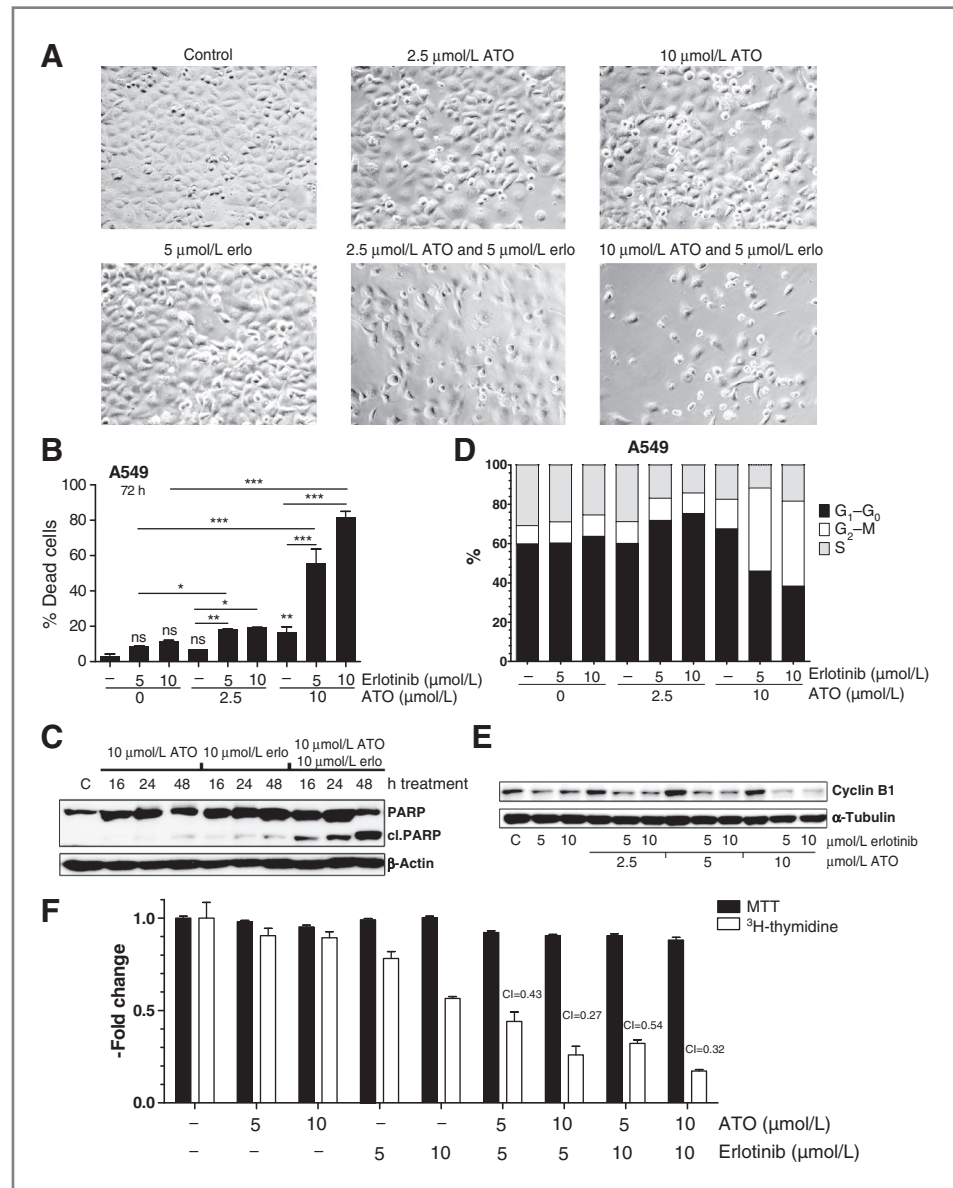 A
Control
2.5 μmol/L ATO
10 μmol/L ATO
5 μmol/L erlo
2.5 μmol/L ATO and 5 μmol/L erlo
10 μmol/L ATO and 5 μmol/L erlo
B
A549
72 h
% Dead cells
100
80
60
40
20
0
ns
ns
ns
*
**
*
***
**
***
***
***
– 5 10 – 5 10 – 5 10 Erlotinib (μmol/L)
0 2.5 10 ATO (μmol/L)
D
A549
%
100
80
60
40
20
0
G1–G0
G2–M
S
– 5 10 – 5 10 – 5 10 Erlotinib (μmol/L)
0 2.5 10 ATO (μmol/L)
C
10 μmol/L ATO 10 μmol/L erlo 10 μmol/L ATO
10 μmol/L erlo
C 16 24 48 16 24 48 16 24 48 h treatment
PARP
cl.PARP
β-Actin
E
Cyclin B1
α-Tubulin
C 5 10 5 10 5 10 5 10 μmol/L erlotinib
2.5 5 10 μmol/L ATO
F
MTT
³H-thymidine
-Fold change
1.0
0.5
0.0
CI=0.43
CI=0.27
CI=0.54
CI=0.32
– 5 10 – – 5 10 5 10 ATO (μmol/L)
– – – 5 10 5 5 10 10 Erlotinib (μmol/L)